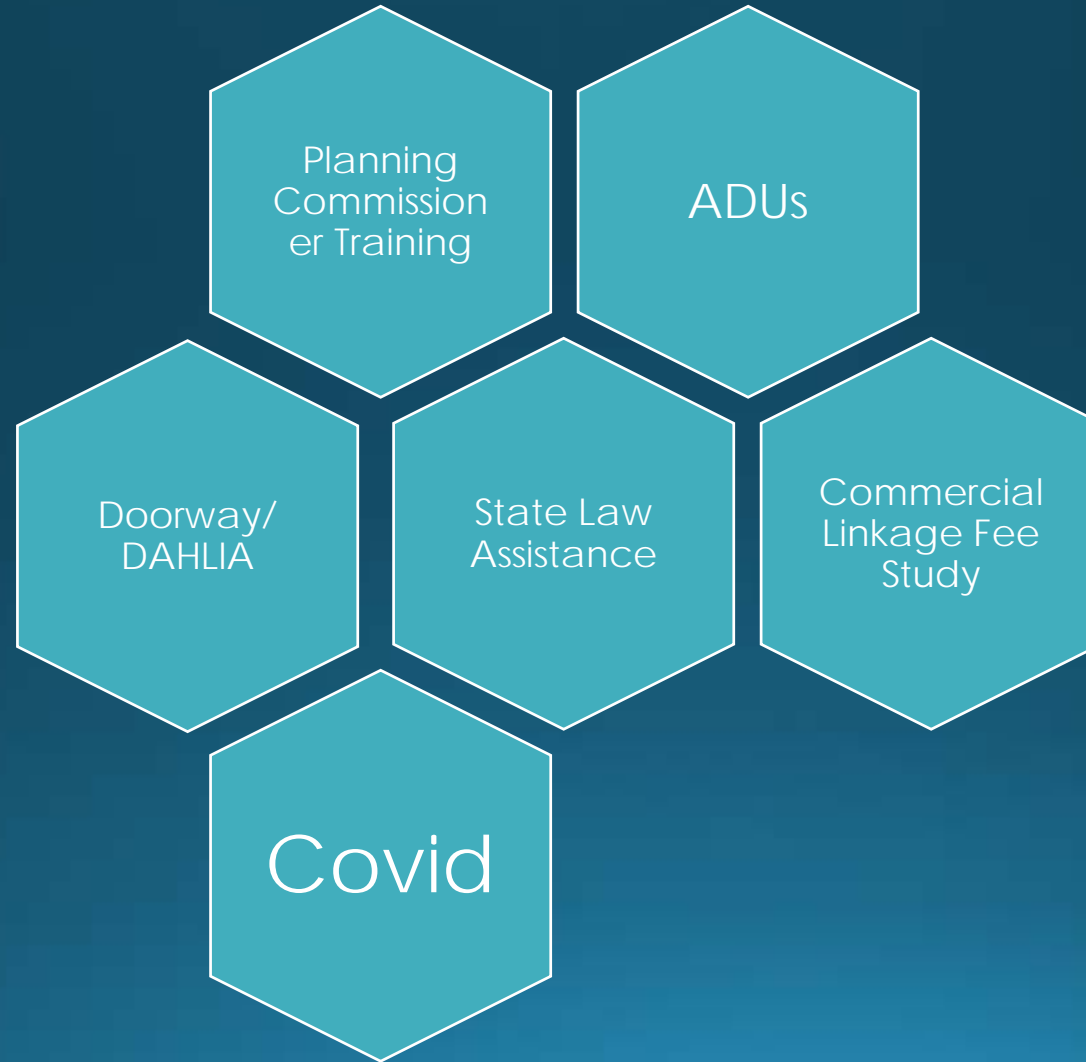 Planning
Commission
er Training
ADUs
Doorway/
DAHLIA
State Law
Assistance
Commercial
Linkage Fee
Study
Covid